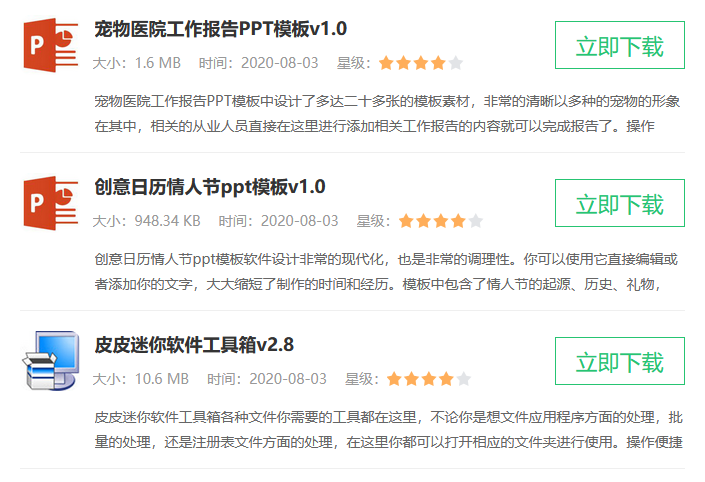 宠物医院工作报告PPT模板v1.0
立即下载
大小：1.6 MB 时间：2020-08-03 星级：
宠物医院工作报告PPT模板中设计了多达二十多张的模板素材，非常的清晰以多种的宠物的形象
在其中，相关的从业人员直接在这里进行添加相关工作报告的内容就可以完成报告了。操作
创意日历情人节ppt模板v1.0
立即下载
大小：948.34 KB 时间：2020-08-03 星级：
创意日历情人节ppt模板软件设计非常的现代化，也是非常的调理性。你可以使用它直接编辑或
者添加你的文字，大大缩短了制作的时间和经历。模板中包含了情人节的起源、历史、礼物，
皮皮迷你软件工具箱v2.8
立即下载
大小：10.6 MB 时间：2020-08-03 星级：
皮皮迷你软件工具箱各种文件你需要的工具都在这里，不论你是想文件应用程序方面的处理，批
量的处理，还是注册表文件方面的处理，在这里你都可以打开相应的文件夹进行使用。操作便捷